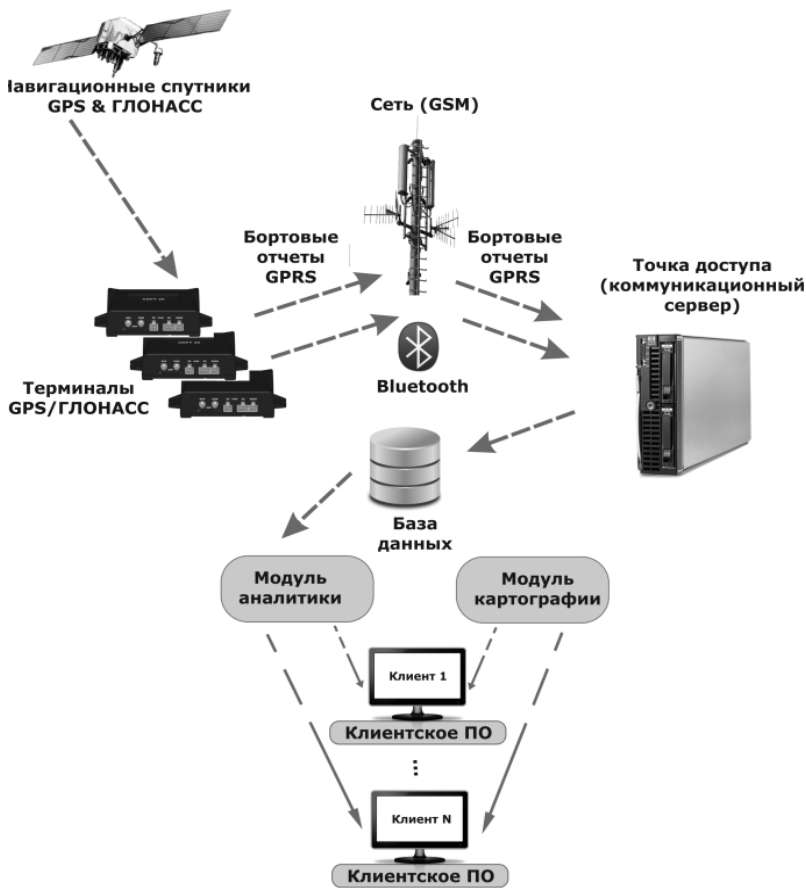 Навигационные спутники
GPS & ГЛОНАСС
Сеть (GSM)
Бортовые
отчеты
GPRS
Бортовые
отчеты
GPRS
Точка доступа
(коммуникационный
сервер)
Терминалы
GPS/ГЛОНАСС
Bluetooth
База
данных
Модуль
аналитики
Модуль
картографии
Клиент 1
Клиентское ПО
...
Клиент N
Клиентское ПО